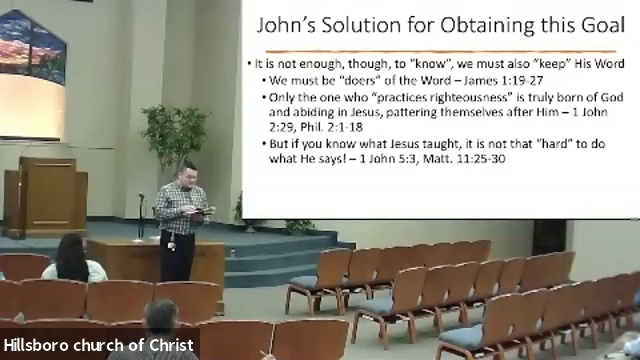 John's Solution for Obtaining this Goal
• It is not enough, though, to "know", we must also "keep" His Word
• We must be "doers" of the Word – James 1:19-27
• Only the one who "practices righteousness" is truly born of God
and abiding in Jesus, pattering themselves after Him – 1 John
2:29, Phil. 2:1-18
• But if you know what Jesus taught, it is not that "hard" to do
what He says! – 1 John 5:3, Matt. 11:25-30
Hillsboro church of Christ